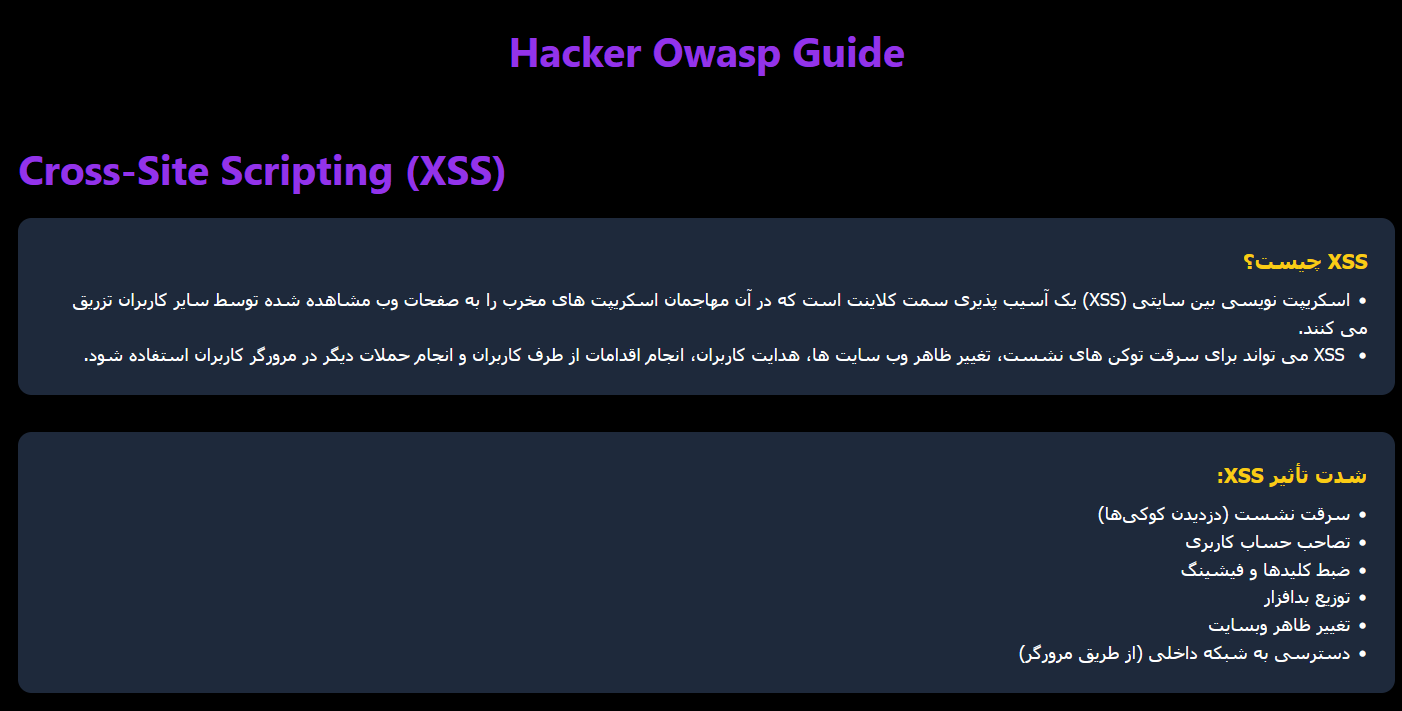 Hacker Owasp Guide
Cross-Site Scripting (XSS)
XSS چیست؟
• اسکریپت نویسی بین سایتی (XSS) یک آسیب پذیری سمت کلاینت است که در آن مهاجمان اسکریپت های مخرب را به صفحات وب مشاهده شده توسط سایر کاربران تزریق
می کنند.
• XSS می تواند برای سرقت توکن های نشست، تغییر ظاهر وب سایت ها، هدایت کاربران، انجام اقدامات از طرف کاربران و انجام حملات دیگر در مرورگر کاربران استفاده شود.
شدت تأثیر XSS:
• سرقت نشست (دزدیدن کوکی‌ها)
• تصاحب حساب کاربری
• ضبط کلیدها و فیشینگ
• توزیع بدافزار
• تغییر ظاهر وبسایت
• دسترسی به شبکه داخلی (از طریق مرورگر)